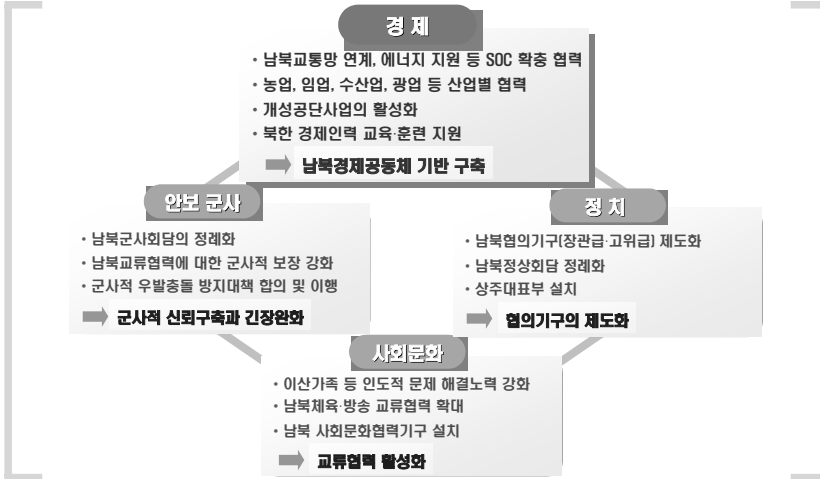 경 제
• 남북교통망 연계, 에너지 지원 등 SOC 확충 협력
• 농업, 임업, 수산업, 광업 등 산업별 협력
• 개성공단사업의 활성화
• 북한 경제인력 교육·훈련 지원
남북경제공동체 기반 구축
안보 군사
• 남북군사회담의 정례화
• 남북교류협력에 대한 군사적 보장 강화
• 군사적 우발충돌 방지대책 합의 및 이행
군사적 신뢰구축과 긴장완화
정 치
• 남북협의기구(장관급·고위급) 제도화
• 남북정상회담 정례화
• 상주대표부 설치
협의기구의 제도화
사회문화
• 이산가족 등 인도적 문제 해결노력 강화
• 남북체육·방송 교류협력 확대
• 남북 사회문화협력기구 설치
교류협력 활성화